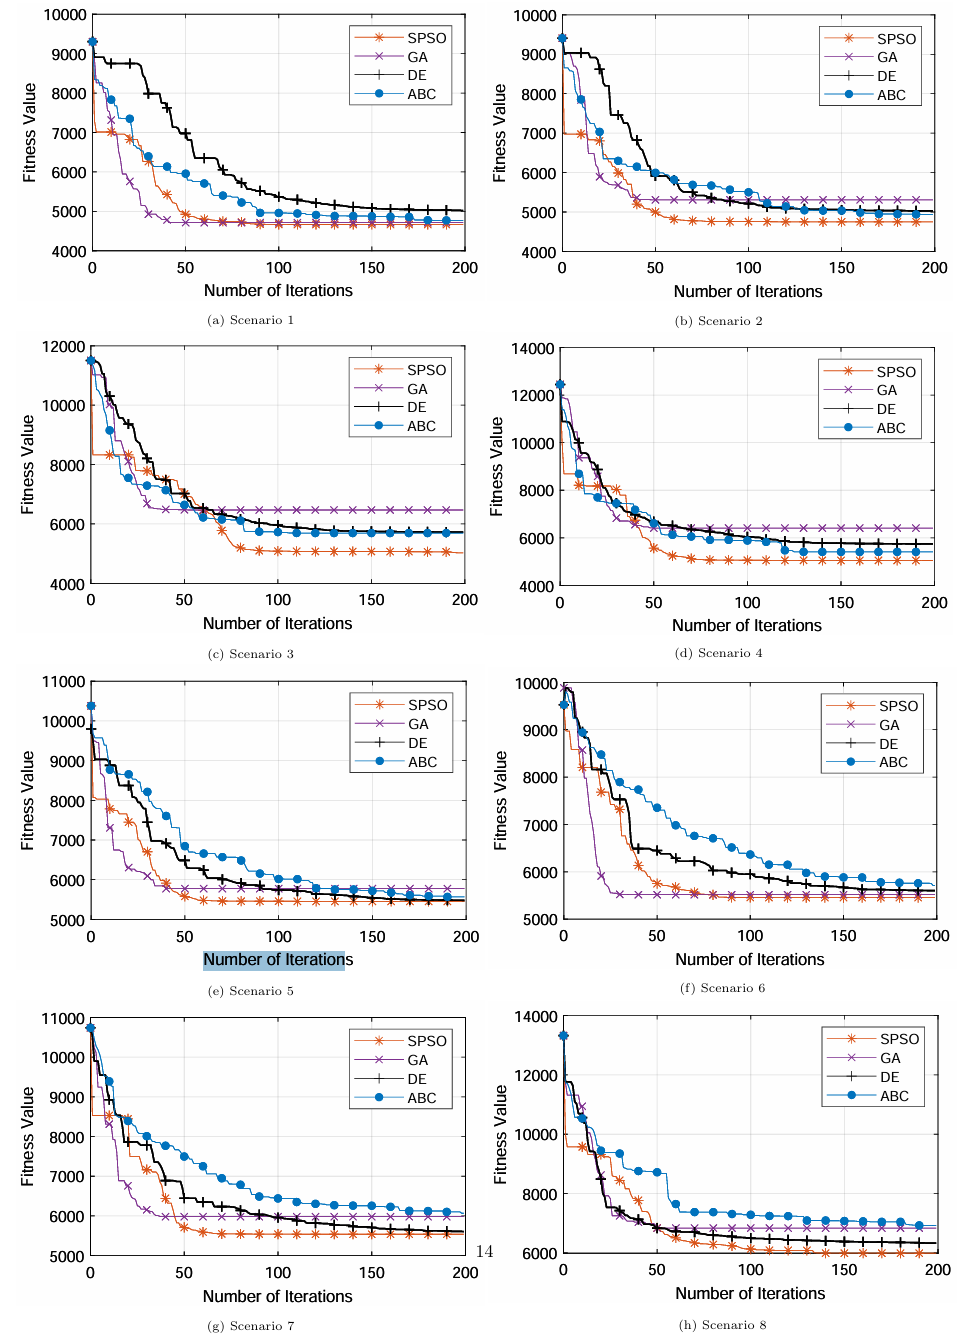 10000
9000
8000
7000
6000
5000
4000
Fitness Value
SPSO
GA
DE
ABC
0 50 100 150 200
Number of Iterations
(a) Scenario 1
10000
9000
8000
7000
6000
5000
4000
Fitness Value
SPSO
GA
DE
ABC
0 50 100 150 200
Number of Iterations
(b) Scenario 2
12000
10000
8000
6000
4000
Fitness Value
SPSO
GA
DE
ABC
0 50 100 150 200
Number of Iterations
(c) Scenario 3
14000
12000
10000
8000
6000
4000
Fitness Value
SPSO
GA
DE
ABC
0 50 100 150 200
Number of Iterations
(d) Scenario 4
11000
10000
9000
8000
7000
6000
5000
Fitness Value
SPSO
GA
DE
ABC
0 50 100 150 200
Number of Iterations
(e) Scenario 5
10000
9000
8000
7000
6000
5000
Fitness Value
SPSO
GA
DE
ABC
0 50 100 150 200
Number of Iterations
(f) Scenario 6
11000
10000
9000
8000
7000
6000
5000
Fitness Value
SPSO
GA
DE
ABC
0 50 100 150 200
Number of Iterations
(g) Scenario 7
14000
12000
10000
8000
6000
Fitness Value
SPSO
GA
DE
ABC
0 50 100 150 200
Number of Iterations
(h) Scenario 8
14